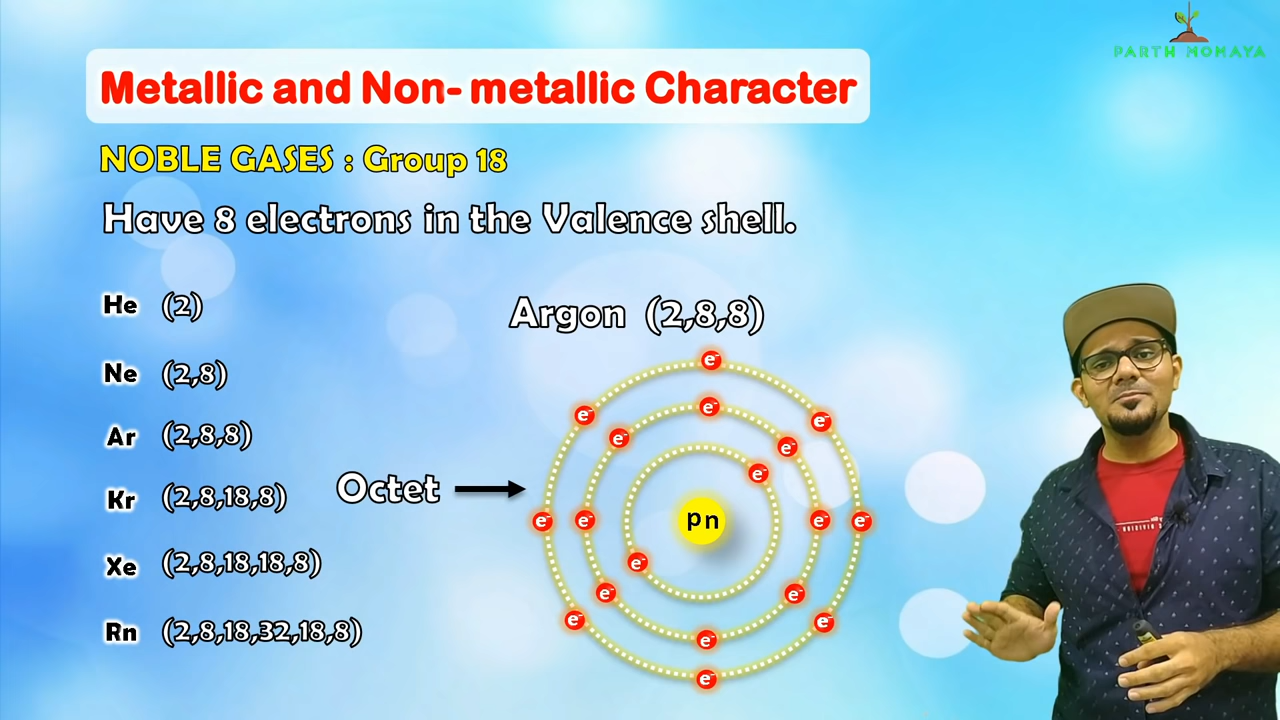 PARTH MOMAYA
Metallic and Non- metallic Character
NOBLE GASES : Group 18
Have 8 electrons in the Valence shell.
He (2)
Ne (2,8)
Ar (2,8,8)
Kr (2,8,18,8)
Xe (2,8,18,18,8)
Rn (2,8,18,32,18,8)
Argon (2,8,8)
Octet
e⁻
e⁻
e⁻
e⁻
e⁻
e⁻
e⁻
e⁻ e⁻ pn e⁻ e⁻
e⁻
e⁻
e⁻
e⁻
e⁻
e⁻
e⁻